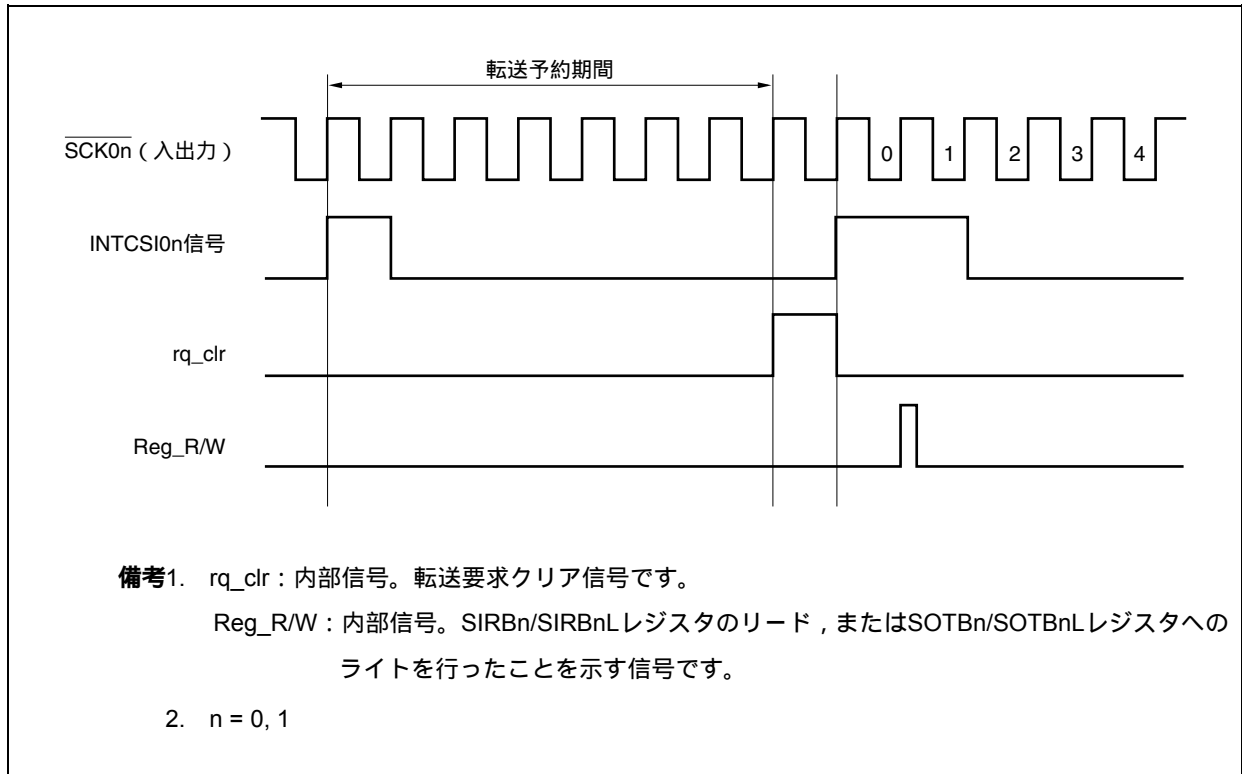 転送予約期間
SCK0n(入出力)
0 1 2 3 4
INTCSI0n信号
rq_clr
Reg_R/W
備考1. rq_clr:内部信号。転送要求クリア信号です。
Reg_R/W:内部信号。SIRBn/SIRBnLレジスタのリード,またはSOTBn/SOTBnLレジスタへの
ライトを行ったことを示す信号です。
2. n = 0, 1